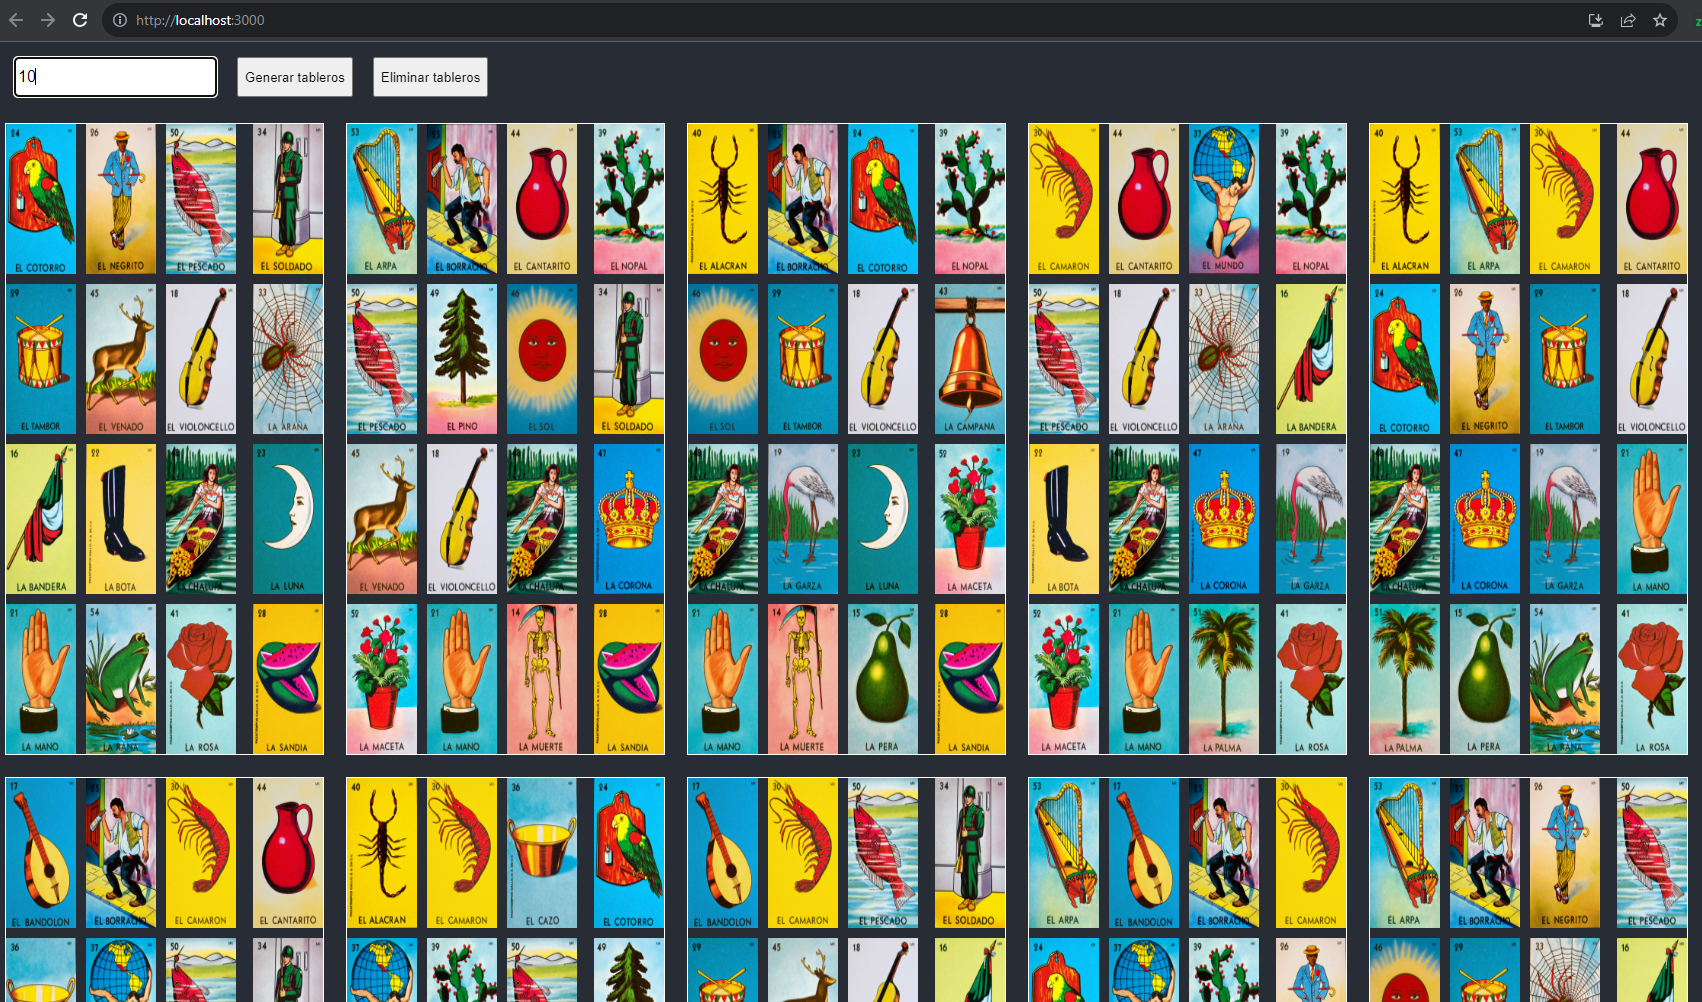 http://localhost:3000
10
Generar tableros
Eliminar tableros
24 26 50 34
EL COTORRO EL NEGRITO EL PESCADO EL SOLDADO
29 45 18 33
EL TAMBOR EL VENADO EL VIOLONCELLO LA ARAÑA
16 22 23
LA BANDERA LA BOTA LA CHALUPA LA LUNA
21 54 41 28
LA MANO LA RANA LA ROSA LA SANDIA
53 25 44 39
EL ARPA EL BORRACHO EL CANTARITO EL NOPAL
50 49 46 34
EL PESCADO EL PINO EL SOL EL SOLDADO
45 18 47
EL VENADO EL VIOLONCELLO LA CHALUPA LA CORONA
52 21 14 28
LA MACETA LA MANO LA MUERTE LA SANDIA
40 25 24 39
EL ALACRAN EL BORRACHO EL COTORRO EL NOPAL
46 29 18 43
EL SOL EL TAMBOR EL VIOLONCELLO LA CAMPANA
19 23 52
LA CHALUPA LA GARZA LA LUNA LA MACETA
21 14 15 28
LA MANO LA MUERTE LA PERA LA SANDIA
30 44 37 39
EL CAMARON EL CANTARITO EL MUNDO EL NOPAL
50 18 33 16
EL PESCADO EL VIOLONCELLO LA ARAÑA LA BANDERA
22 47 19
LA BOTA LA CHALUPA LA CORONA LA GARZA
52 21 51 41
LA MACETA LA MANO LA PALMA LA ROSA
40 53 30 44
EL ALACRAN EL ARPA EL CAMARON EL CANTARITO
24 26 29 18
EL COTORRO EL NEGRITO EL TAMBOR EL VIOLONCELLO
47 19 21
LA CHALUPA LA CORONA LA GARZA LA MANO
51 15 54 41
LA PALMA LA PERA LA RANA LA ROSA
17 25 30 44
EL BANDOLON EL BORRACHO EL CAMARON EL CANTARITO
36 37 50 34
40 30 36 24
EL ALACRAN EL CAMARON EL CAZO EL COTORRO
37 39 50 49
17 30 50 34
EL BANDOLON EL CAMARON EL PESCADO EL SOLDADO
29 45 18 16
53 17 25 30
EL ARPA EL BANDOLON EL BORRACHO EL CAMARON
24 37 39 26
53 25 26 50
EL ARPA EL BORRACHO EL NEGRITO EL PESCADO
46 29 33 16